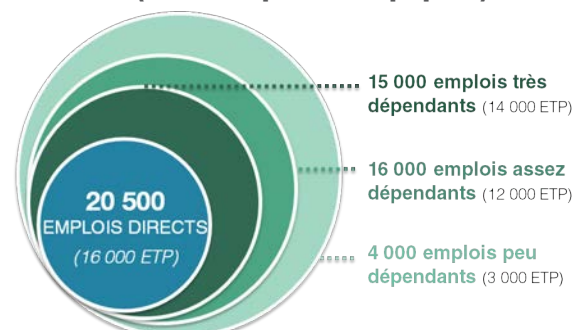 15 000 emplois très
dépendants (14 000 ETP)
20 500
EMPLOIS DIRECTS
(16 000 ETP)
16 000 emplois assez
dépendants (12 000 ETP)
4 000 emplois peu
dépendants (3 000 ETP)